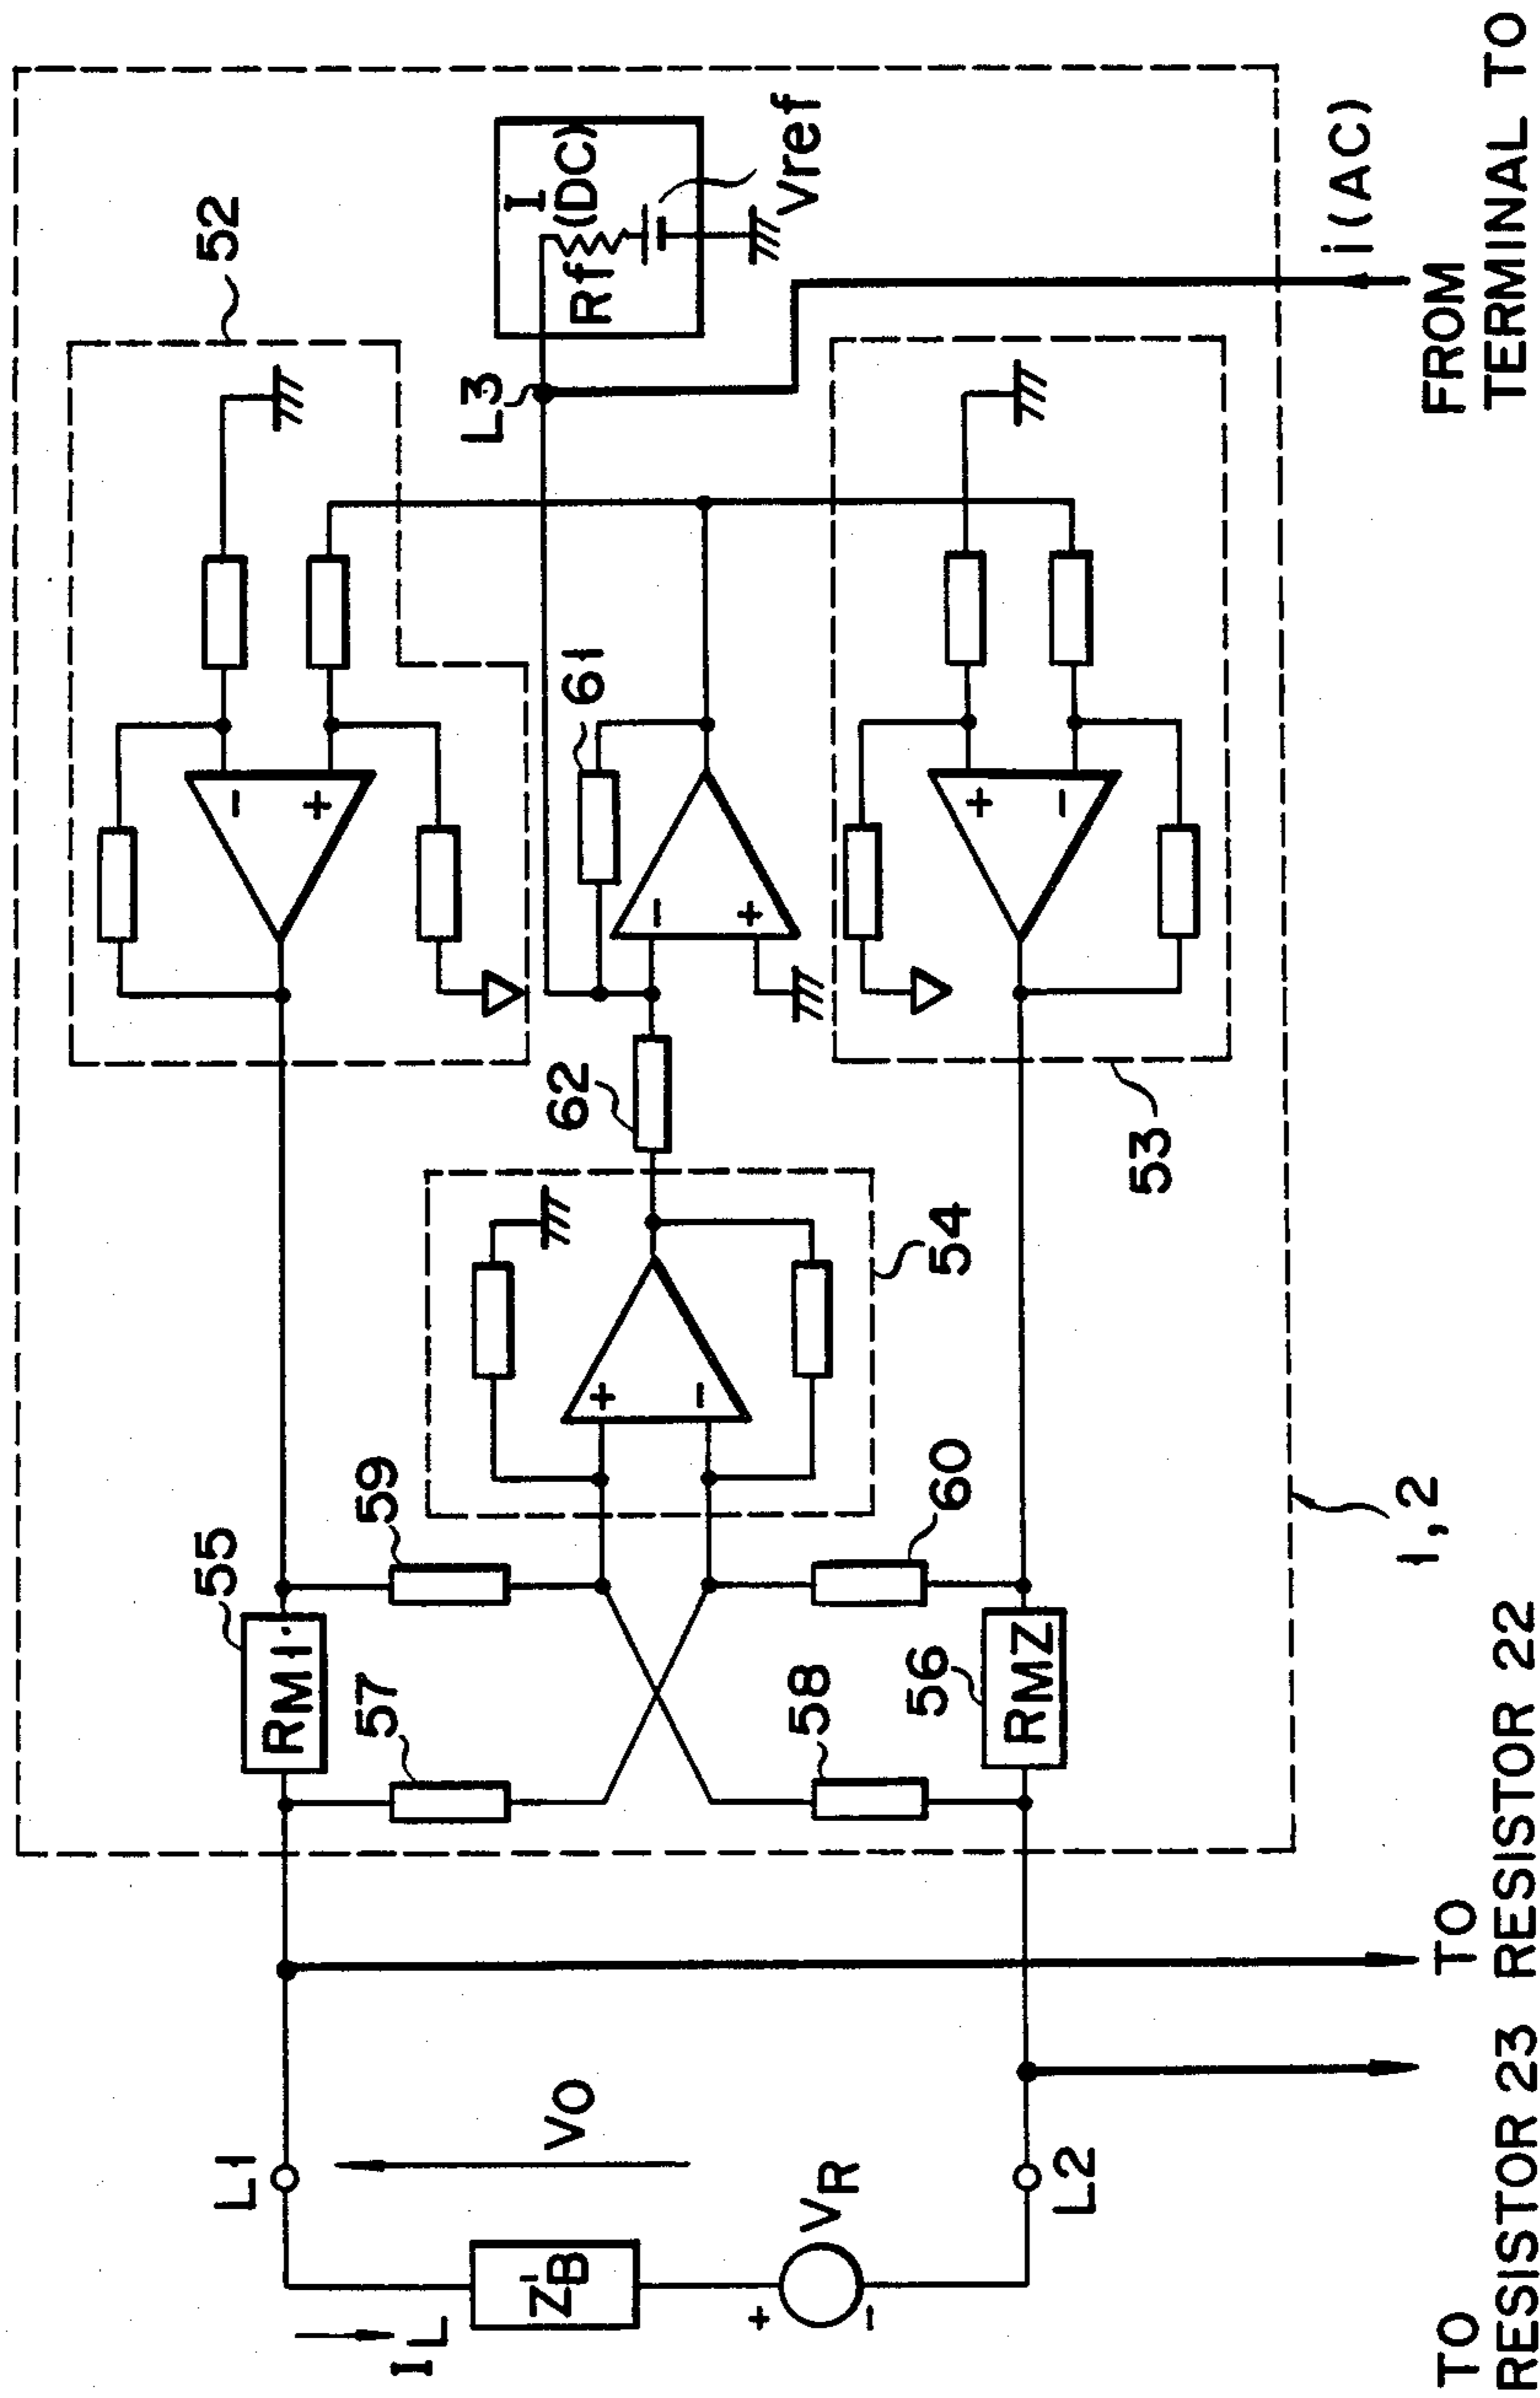 52
I
(DC)
Rf
Vref
L3
61
62
53
54
i(AC)
FROM
TERMINAL TO
-
+
-
+
+
-
+
-
55
RM1
59
57
58
60
56
RMZ
1,2
L1
VO
IL
Z'B
+
VR
-
L2
TO
RESISTOR 22
TO
RESISTOR 23